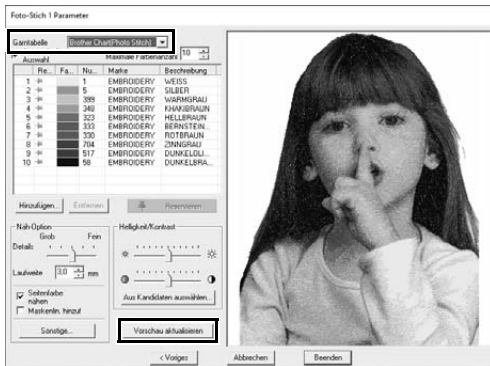 Foto-Stich 1 Parameter
Garntabelle Brother Chart(Photo Stitch)
Auswahl Maximale Farbenanzahl 10
Re... Fa... Nu... Marke Beschreibung
1 1 EMBROIDERY WEISS
2 5 EMBROIDERY SILBER
3 399 EMBROIDERY WARMGRAU
4 348 EMBROIDERY KHAKIBRAUN
5 323 EMBROIDERY HELLBRAUN
6 333 EMBROIDERY BERNSTEIN...
7 330 EMBROIDERY ROTBRAUN
8 704 EMBROIDERY ZINNGRAU
9 517 EMBROIDERY DUNKELOLI...
10 58 EMBROIDERY DUNKELBRA...
Hinzufügen... Entfernen Reservieren
Näh-Option
Grob Fein
Details
Laufweite 3,0 mm
Seitenfarbe nähen
Maskenlin. hinzuf
Sonstige...
Helligkeit/Kontrast
Aus Kandidaten auswählen...
Vorschau aktualisieren
< Voriges Abbrechen Beenden